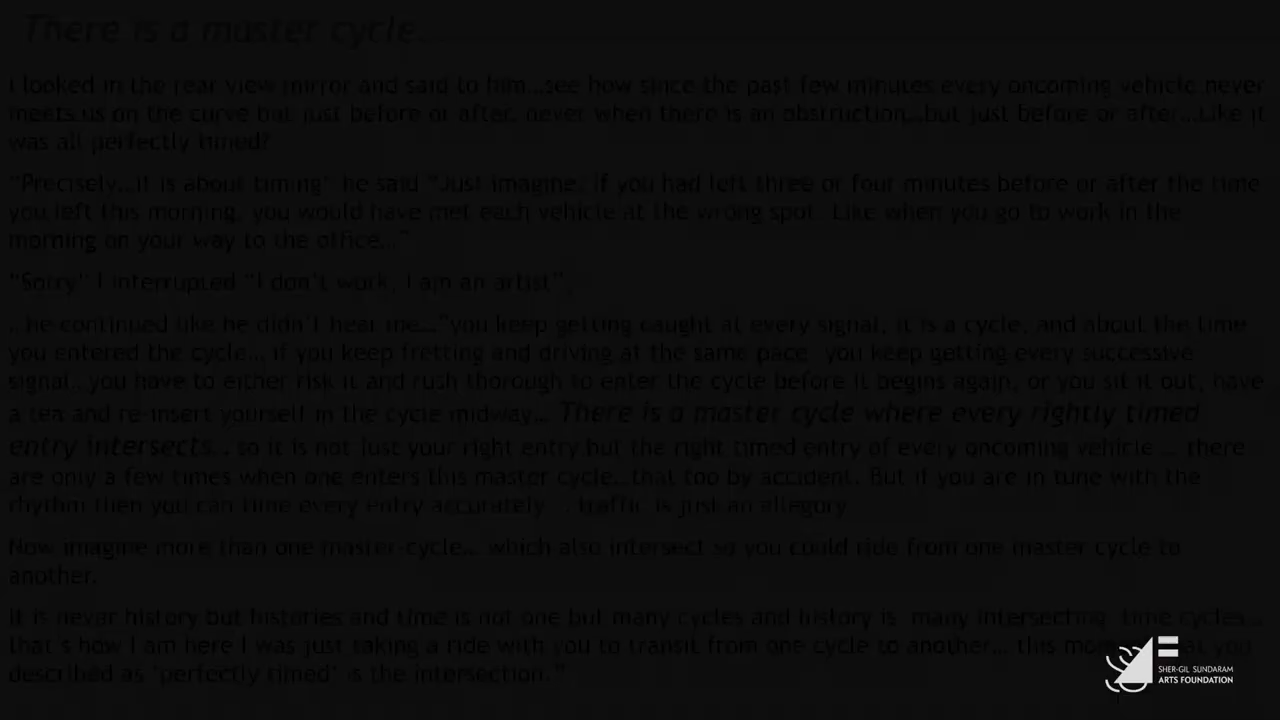 There is a master cycle...
I looked in the rear view mirror and said to him...see how since the past few minutes every oncoming vehicle never
meets us on the curve but just before or after, never when there is an obstruction...but just before or after...Like it
was all perfectly timed?
"Precisely...it is about timing" he said "Just imagine, if you had left three or four minutes before or after the time
you left this morning, you would have met each vehicle at the wrong spot. Like when you go to work in the
morning on your way to the office..."
"Sorry" I interrupted "I don't work, I am an artist".
...he continued like he didn't hear me..."you keep getting caught at every signal, it is a cycle, and about the time
you entered the cycle... if you keep fretting and driving at the same pace you keep getting every successive
signal...you have to either risk it and rush thorough to enter the cycle before it begins again, or you sit it out, have
a tea and re-insert yourself in the cycle midway... There is a master cycle where every rightly timed
entry intersects... so it is not just your right entry but the right timed entry of every oncoming vehicle ... there
are only a few times when one enters this master cycle...that too by accident. But if you are in tune with the
rhythm then you can time every entry accurately ... traffic is just an allegory
Now imagine more than one master-cycle... which also intersect so you could ride from one master cycle to
another.
It is never history but histories and time is not one but many cycles and history is many intersecting time cycles...
that's how I am here I was just taking a ride with you to transit from one cycle to another... this moment that you
described as 'perfectly timed' is the intersection."
SHER-GIL SUNDARAM
ARTS FOUNDATION